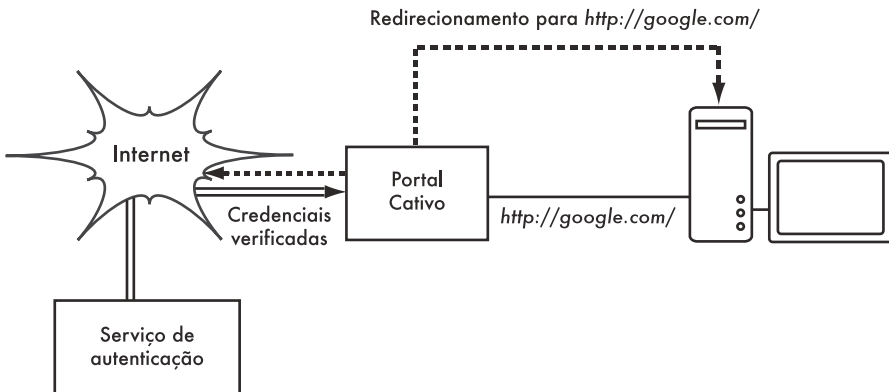 Redirecionamento para http://google.com/
Internet
Portal
Cativo
Credenciais
verificadas
http://google.com/
Serviço de
autenticação